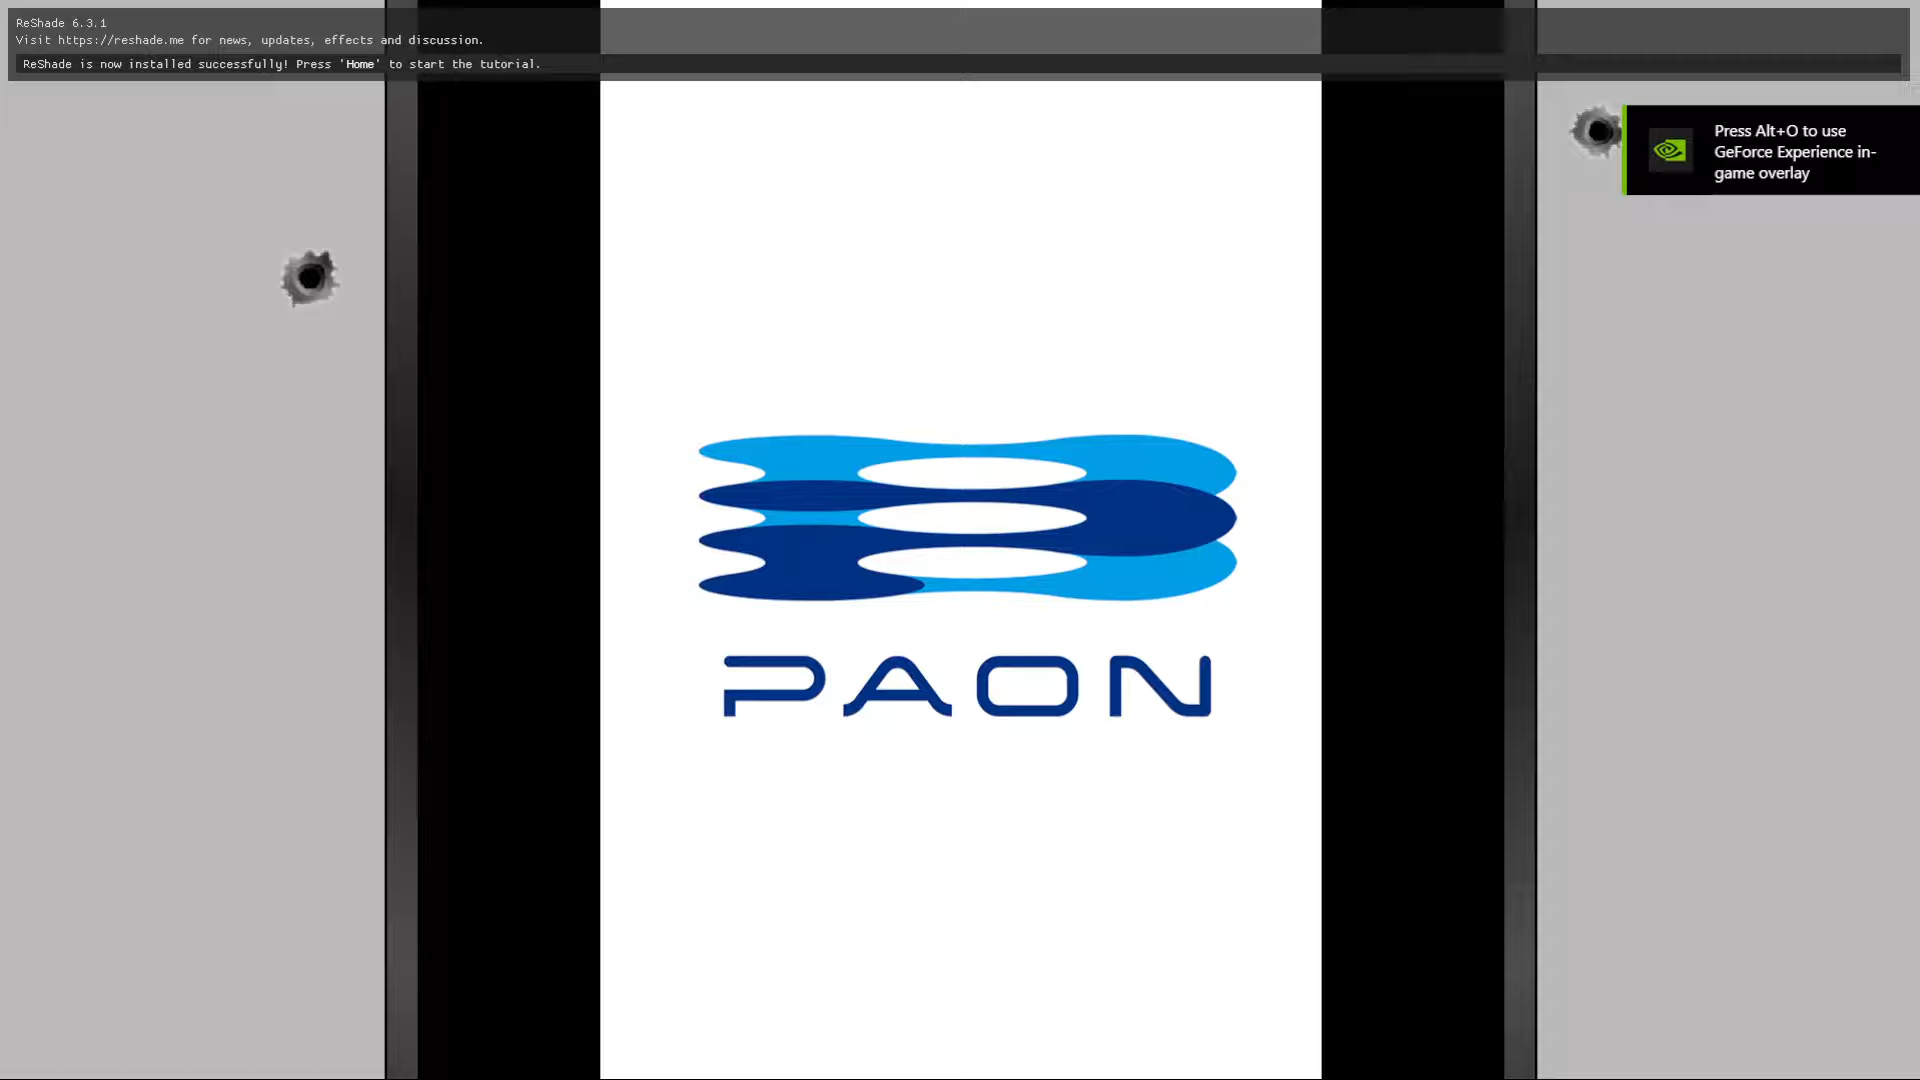 ReShade 6.3.1
Visit https://reshade.me for news, updates, effects and discussion.
ReShade is now installed successfully! Press 'Home' to start the tutorial.
Press Alt+O to use
GeForce Experience in-
game overlay
PAON